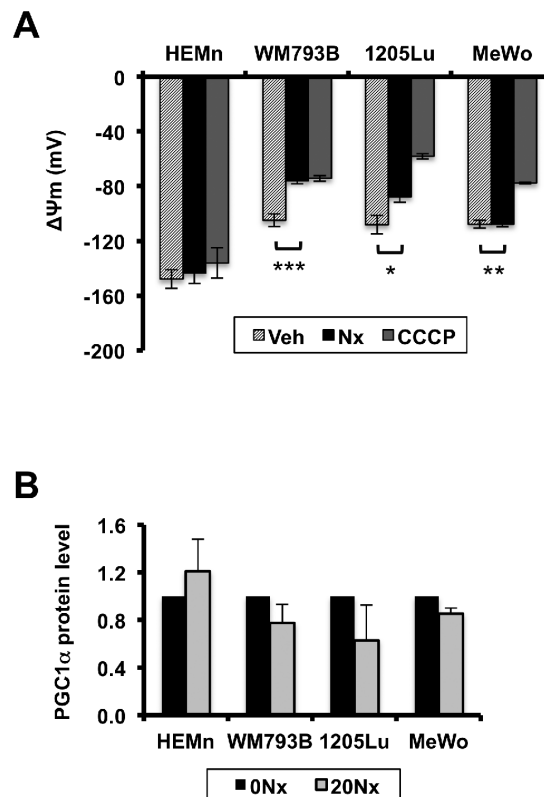 A
HEMn WM793B 1205Lu MeWo
0
-40
-80
-120
-160
-200
ΔΨm (mV)
*** * **
Veh Nx CCCP
B
1.6
1.2
0.8
0.4
0.0
PGC1α protein level
HEMn WM793B 1205Lu MeWo
0Nx 20Nx